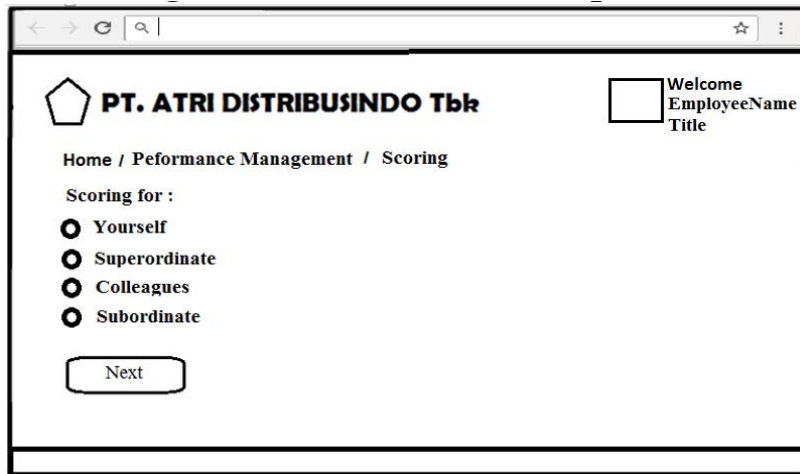 PT. ATRI DISTRIBUSINDO Tbk
Welcome
EmployeeName
Title
Home / Peformance Management / Scoring
Scoring for :
Yourself
Superordinate
Colleagues
Subordinate
Next